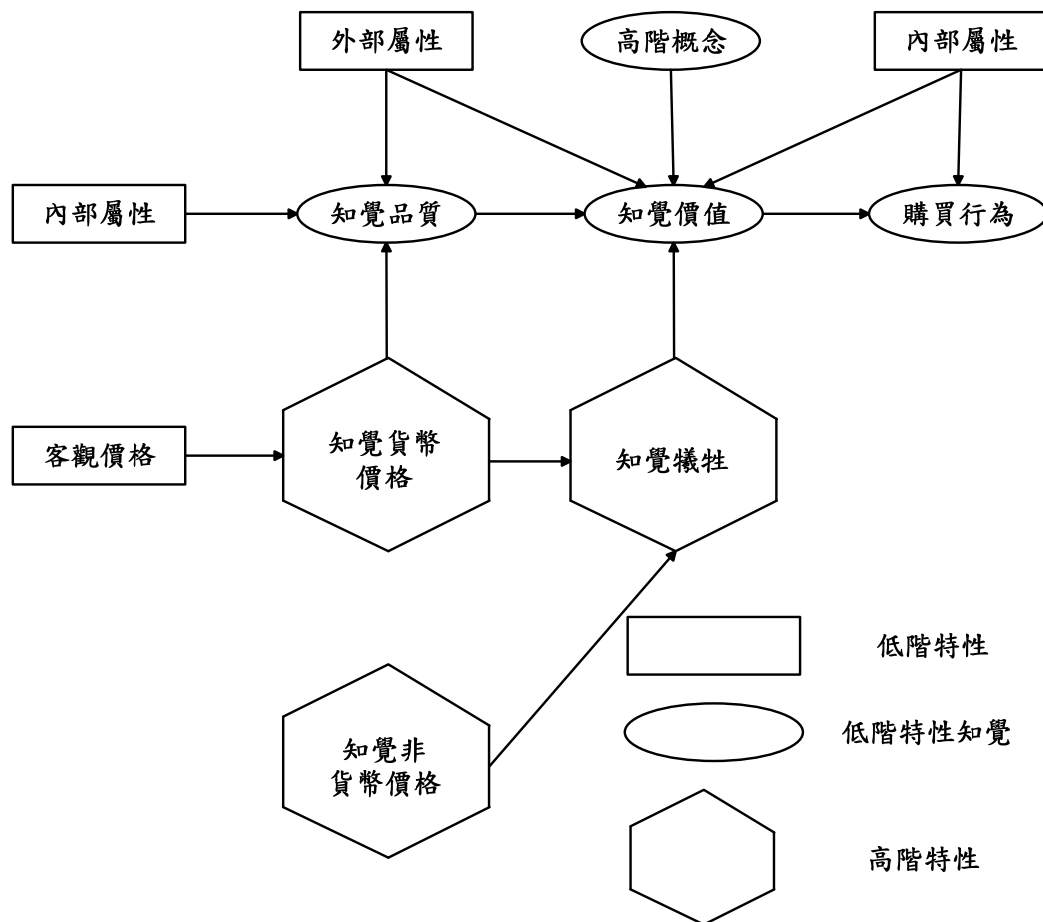 外部屬性
高階概念
內部屬性
內部屬性
知覺品質
知覺價值
購買行為
客觀價格
知覺貨幣
價格
知覺犧牲
知覺非
貨幣價格
低階特性
低階特性知覺
高階特性